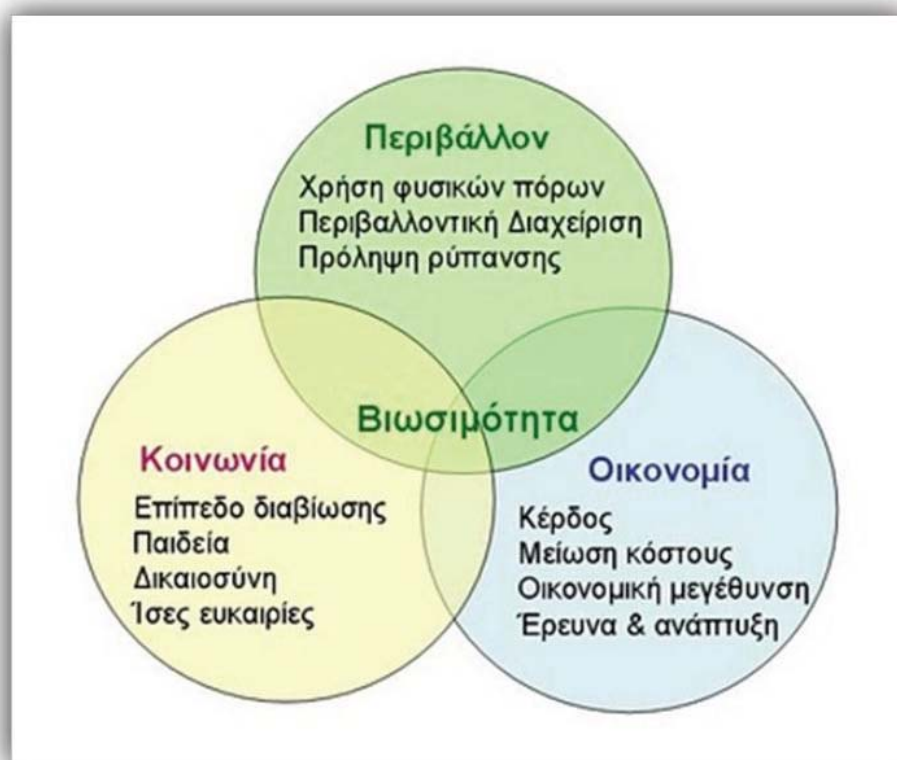 Περιβάλλον
Χρήση φυσικών πόρων
Περιβαλλοντική Διαχείριση
Πρόληψη ρύπανσης
Βιωσιμότητα
Κοινωνία
Επίπεδο διαβίωσης
Παιδεία
Δικαιοσύνη
Ίσες ευκαιρίες
Οικονομία
Κέρδος
Μείωση κόστους
Οικονομική μεγέθυνση
Έρευνα & ανάπτυξη